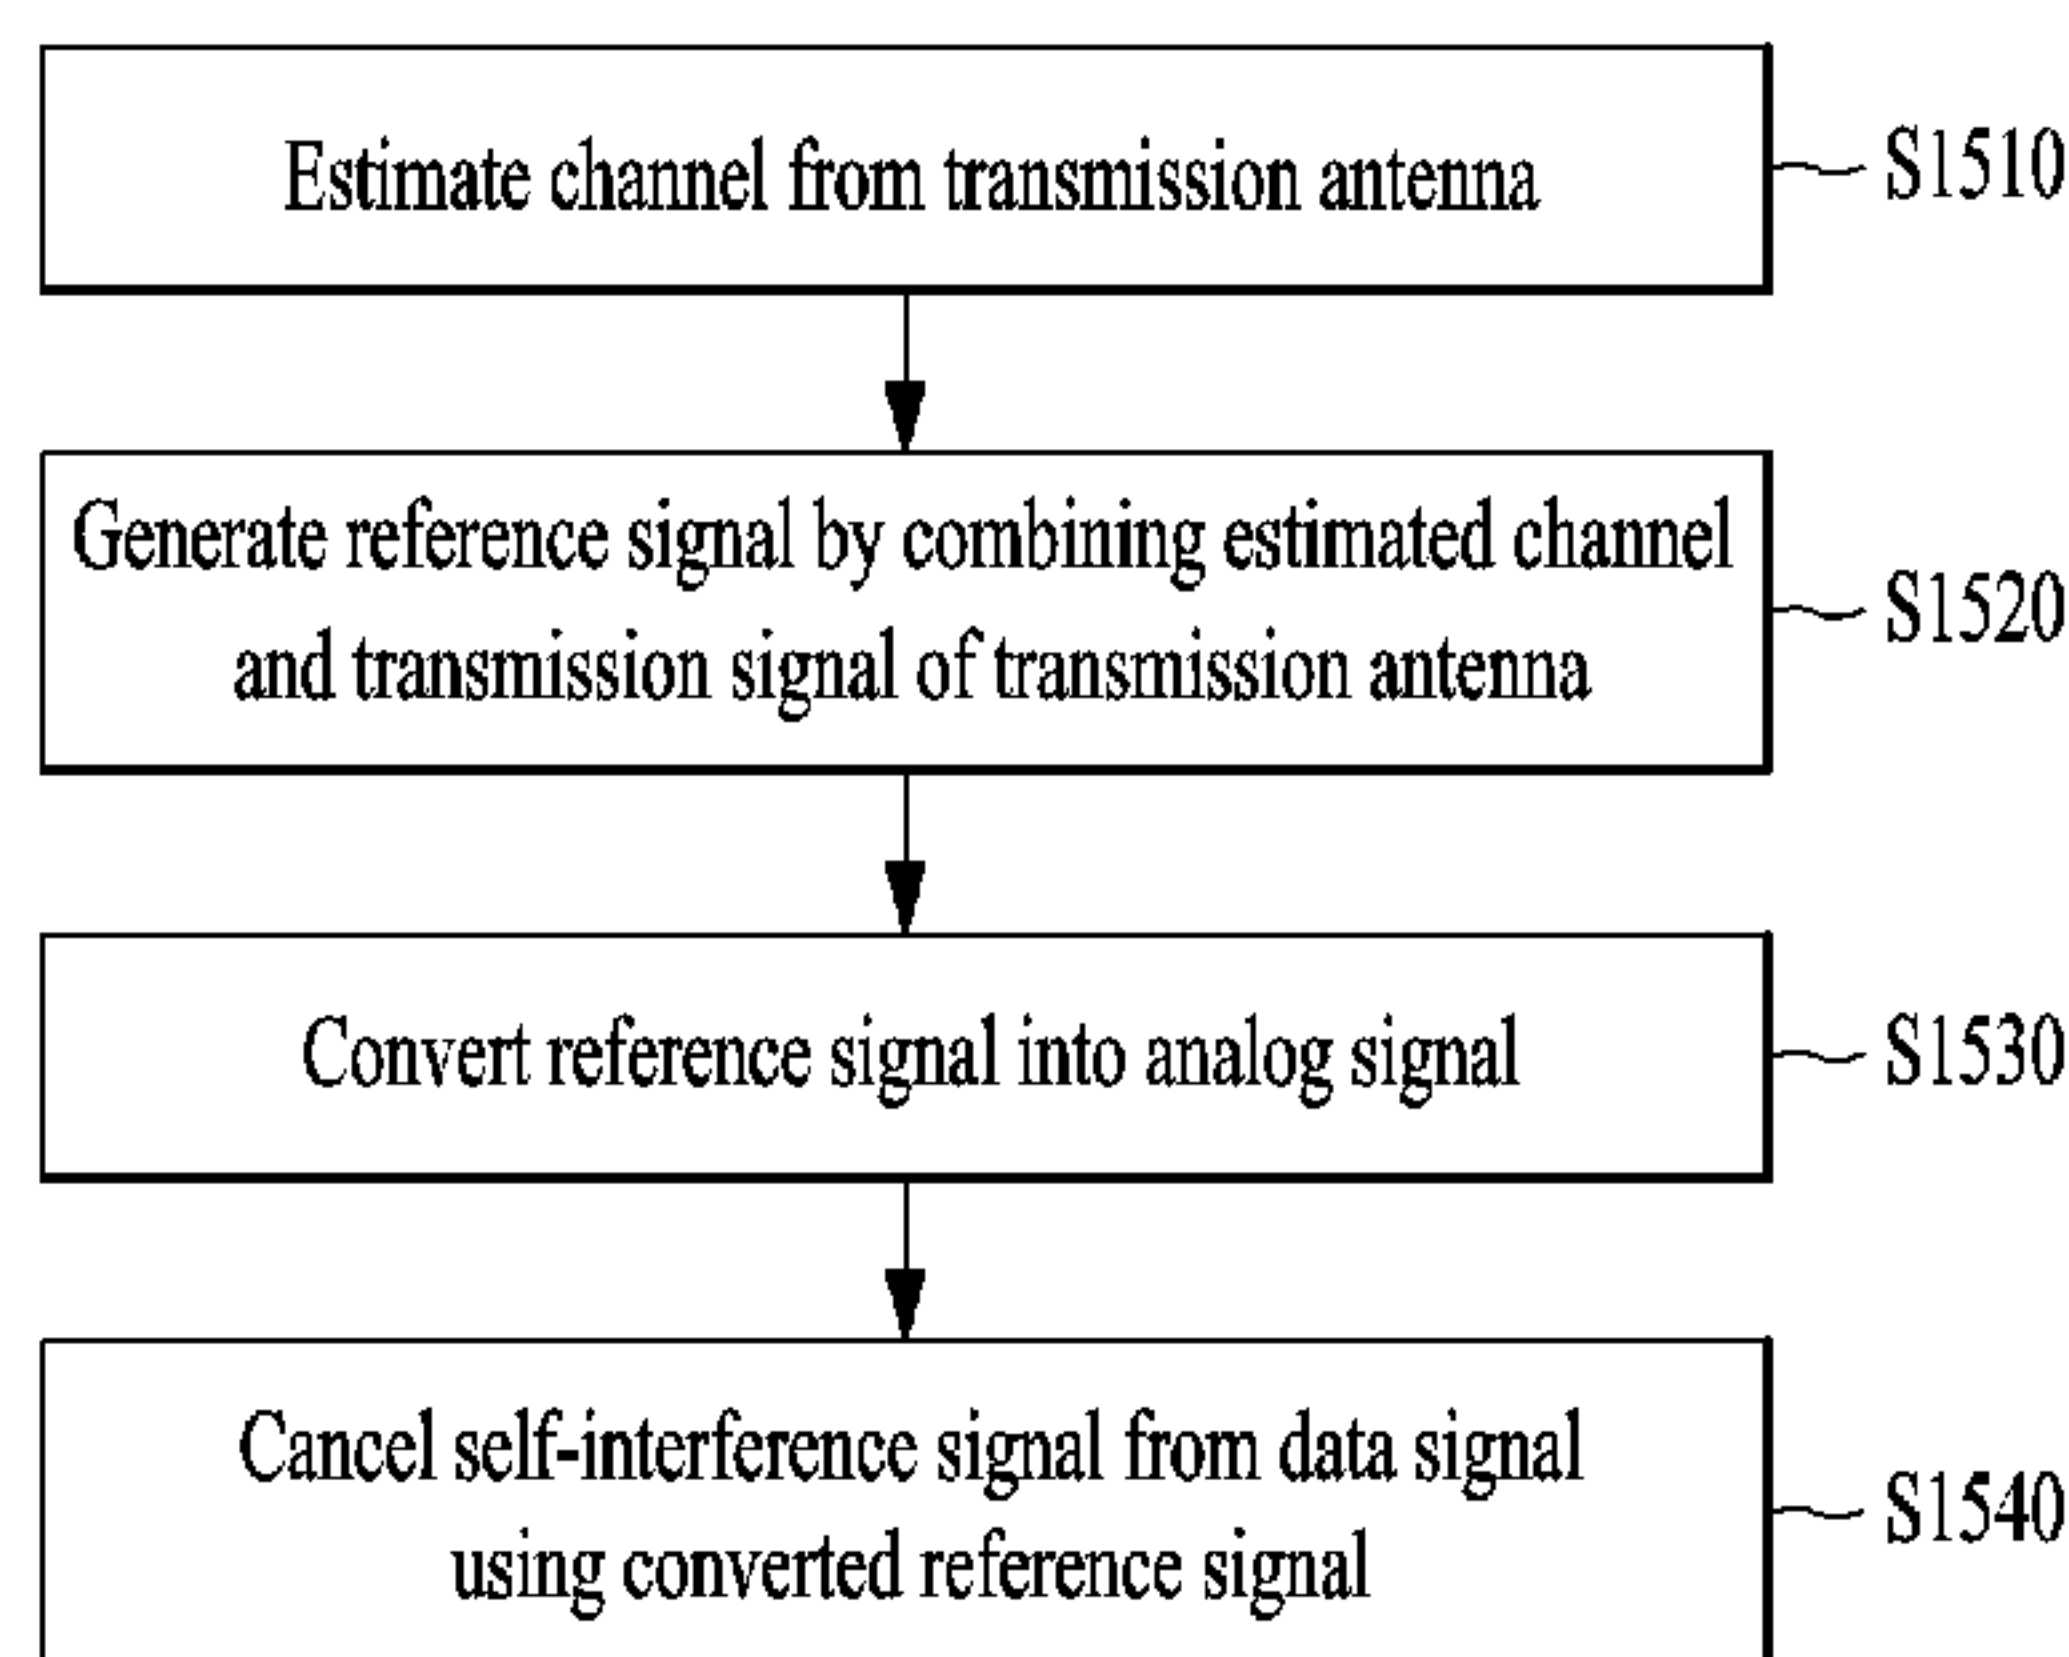 Estimate channel from transmission antenna
S1510
Generate reference signal by combining estimated channel
and transmission signal of transmission antenna
S1520
Convert reference signal into analog signal
S1530
Cancel self-interference signal from data signal
using converted reference signal
S1540